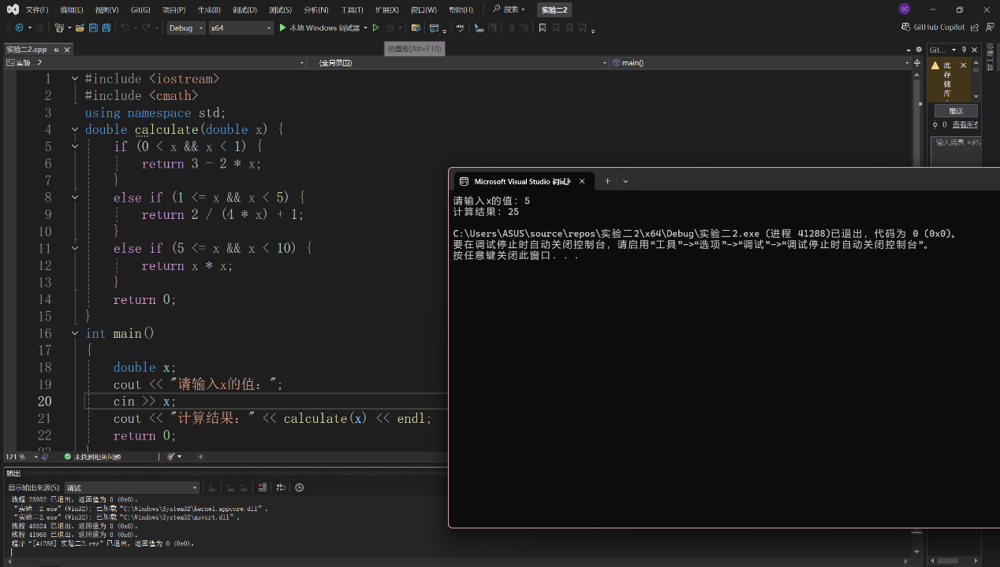 文件(F) 编辑(E) 视图(V) Git(G) 项目(P) 生成(B) 调试(D) 测试(S) 分析(N) 工具(T) 扩展(X) 窗口(W) 帮助(H) 搜索 实验二2 SC
Debug x64 本地 Windows 调试器 GitHub Copilot
实验二2.cpp 热重载(Alt+F10) Git...
实验二2 (全局范围) main()
1 #include <iostream>
2 #include <cmath>
3 using namespace std;
4 double calculate(double x) {
5 if (0 < x && x < 1) {
6 return 3 - 2 * x;
7 }
8 else if (1 <= x && x < 5) {
9 return 2 / (4 * x) + 1;
10 }
11 else if (5 <= x && x < 10) {
12 return x * x;
13 }
14 return 0;
15 }
16 int main()
17 {
18 double x;
19 cout << "请输入x的值：";
20 cin >> x;
21 cout << "计算结果：" << calculate(x) << endl;
22 return 0;
23 }
此
存
储
库
推送
0 查看所有
输入消息 <必
诊断工具
Microsoft Visual Studio 调试
请输入x的值：5
计算结果：25
C:\Users\ASUS\source\repos\实验二2\x64\Debug\实验二2.exe (进程 41288)已退出，代码为 0 (0x0)。
要在调试停止时自动关闭控制台，请启用“工具”->“选项”->“调试”->“调试停止时自动关闭控制台”。
按任意键关闭此窗口. . .
121 % 未找到相关问题
输出
显示输出来源(S): 调试
线程 25952 已退出，返回值为 0 (0x0)。
“实验二2.exe”(Win32): 已加载“C:\Windows\System32\kernel.appcore.dll”。
“实验二2.exe”(Win32): 已加载“C:\Windows\System32\msvcrt.dll”。
线程 40524 已退出，返回值为 0 (0x0)。
线程 41968 已退出，返回值为 0 (0x0)。
程序“[41288] 实验二2.exe”已退出，返回值为 0 (0x0)。